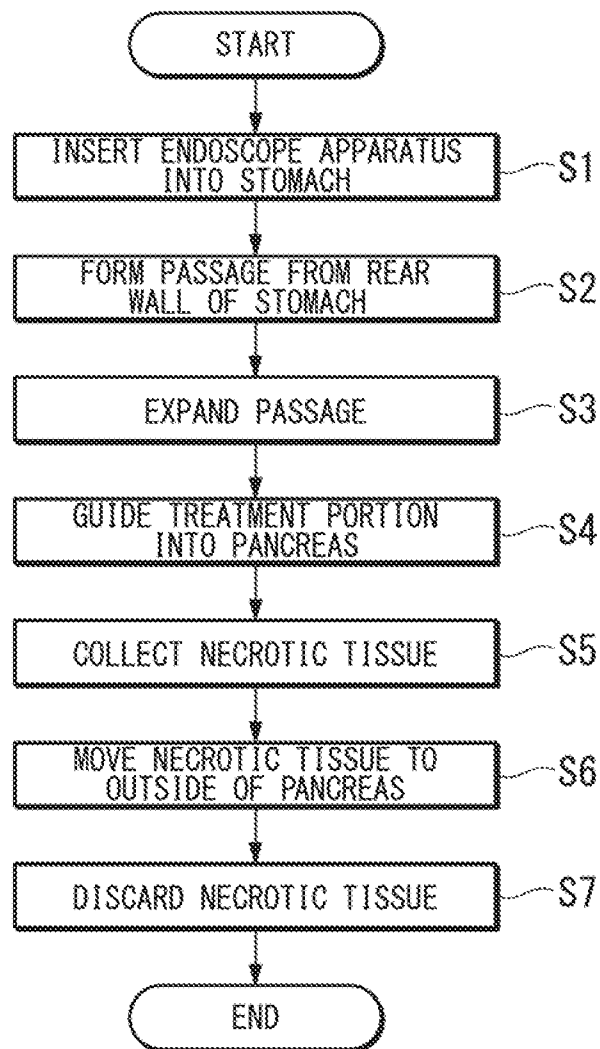 START
INSERT ENDOSCOPE APPARATUS
INTO STOMACH
S1
FORM PASSAGE FROM REAR
WALL OF STOMACH
S2
EXPAND PASSAGE
S3
GUIDE TREATMENT PORTION
INTO PANCREAS
S4
COLLECT NECROTIC TISSUE
S5
MOVE NECROTIC TISSUE TO
OUTSIDE OF PANCREAS
S6
DISCARD NECROTIC TISSUE
S7
END